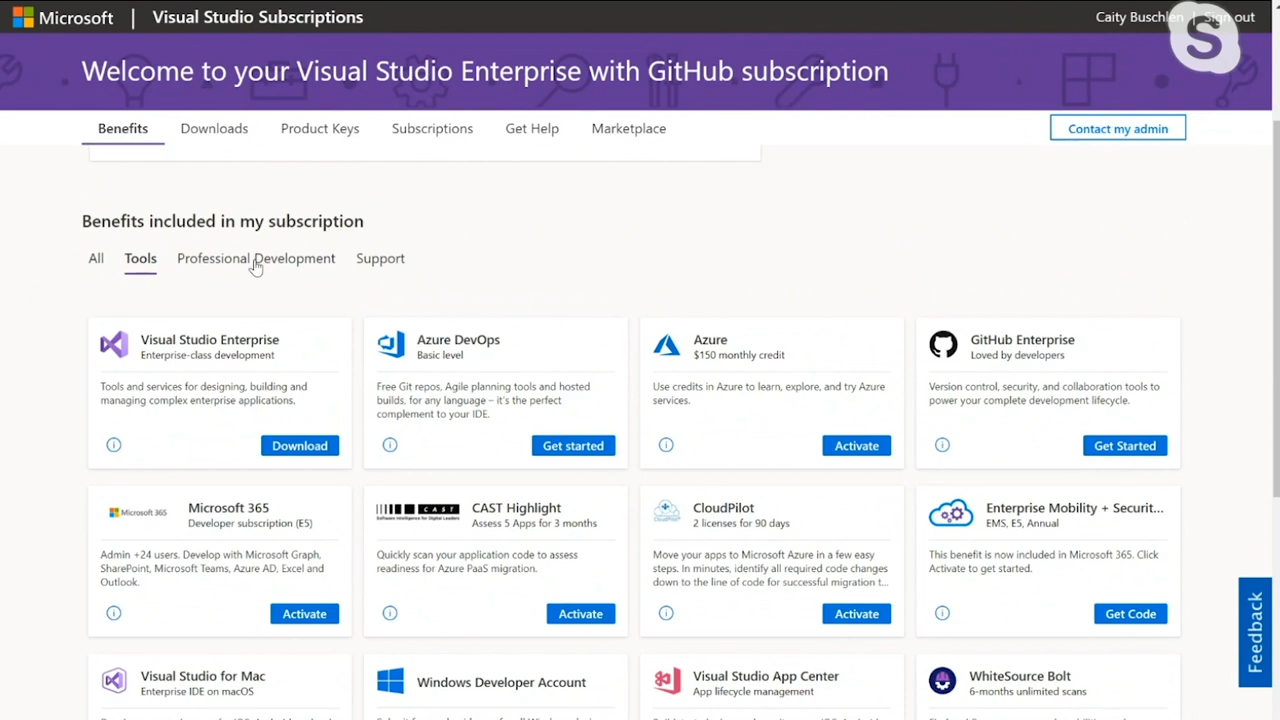 Microsoft | Visual Studio Subscriptions
Caity Buschlen | Sign out
Welcome to your Visual Studio Enterprise with GitHub subscription
Benefits Downloads Product Keys Subscriptions Get Help Marketplace
Contact my admin
Benefits included in my subscription
All Tools Professional Development Support
Visual Studio Enterprise
Enterprise-class development
Tools and services for designing, building and
managing complex enterprise applications.
Download
Azure DevOps
Basic level
Free Git repos, Agile planning tools and hosted
builds, for any language – it's the perfect
complement to your IDE.
Get started
Azure
$150 monthly credit
Use credits in Azure to learn, explore, and try Azure
services.
Activate
GitHub Enterprise
Loved by developers
Version control, security, and collaboration tools to
power your complete development lifecycle.
Get Started
Microsoft 365
Microsoft 365
Developer subscription (E5)
Admin +24 users. Develop with Microsoft Graph,
SharePoint, Microsoft Teams, Azure AD, Excel and
Outlook.
Activate
CAST
Software Intelligence for Digital Leaders
CAST Highlight
Assess 5 Apps for 3 months
Quickly scan your application code to assess
readiness for Azure PaaS migration.
Activate
CloudPilot
2 licenses for 90 days
Move your apps to Microsoft Azure in a few easy
steps. In minutes, identify all required code changes
down to the line of code for successful migration t...
Activate
Enterprise Mobility + Securit...
EMS, E5, Annual
This benefit is now included in Microsoft 365. Click
Activate to get started.
Get Code
Feedback
Visual Studio for Mac
Enterprise IDE on macOS
Windows Developer Account
Visual Studio App Center
App lifecycle management
WhiteSource Bolt
6-months unlimited scans